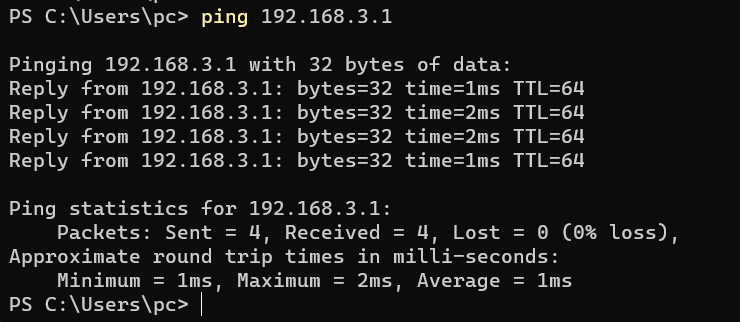 PS C:\Users\pc> ping 192.168.3.1

Pinging 192.168.3.1 with 32 bytes of data:
Reply from 192.168.3.1: bytes=32 time=1ms TTL=64
Reply from 192.168.3.1: bytes=32 time=2ms TTL=64
Reply from 192.168.3.1: bytes=32 time=2ms TTL=64
Reply from 192.168.3.1: bytes=32 time=1ms TTL=64

Ping statistics for 192.168.3.1:
    Packets: Sent = 4, Received = 4, Lost = 0 (0% loss),
Approximate round trip times in milli-seconds:
    Minimum = 1ms, Maximum = 2ms, Average = 1ms
PS C:\Users\pc>